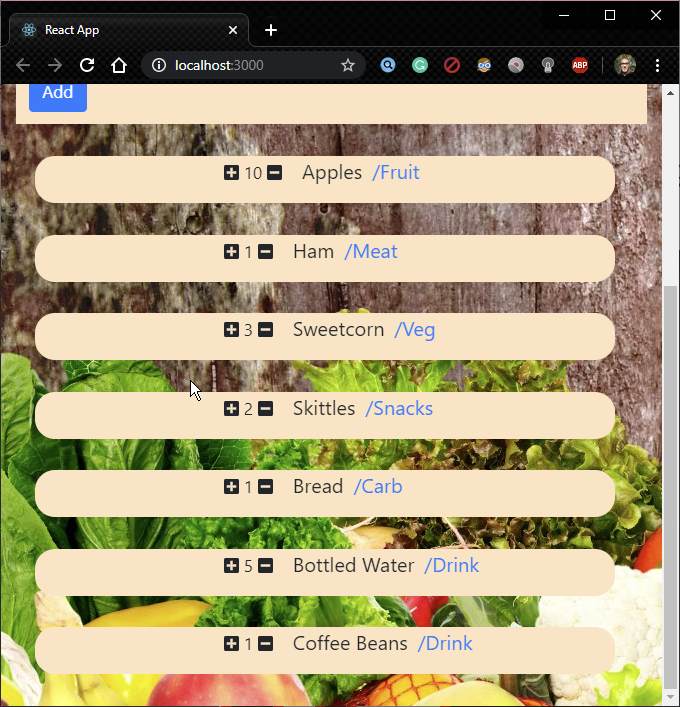 React App
localhost:3000
ABP
Add
10 Apples /Fruit
1 Ham /Meat
3 Sweetcorn /Veg
2 Skittles /Snacks
1 Bread /Carb
5 Bottled Water /Drink
1 Coffee Beans /Drink